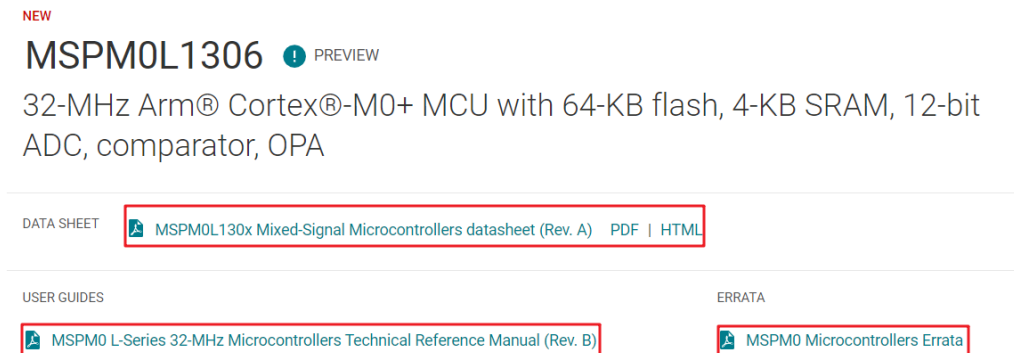 NEW
MSPM0L1306 ! PREVIEW
32-MHz Arm® Cortex®-M0+ MCU with 64-KB flash, 4-KB SRAM, 12-bit
ADC, comparator, OPA
DATA SHEET MSPM0L130x Mixed-Signal Microcontrollers datasheet (Rev. A) PDF | HTML
USER GUIDES ERRATA
MSPM0 L-Series 32-MHz Microcontrollers Technical Reference Manual (Rev. B) MSPM0 Microcontrollers Errata